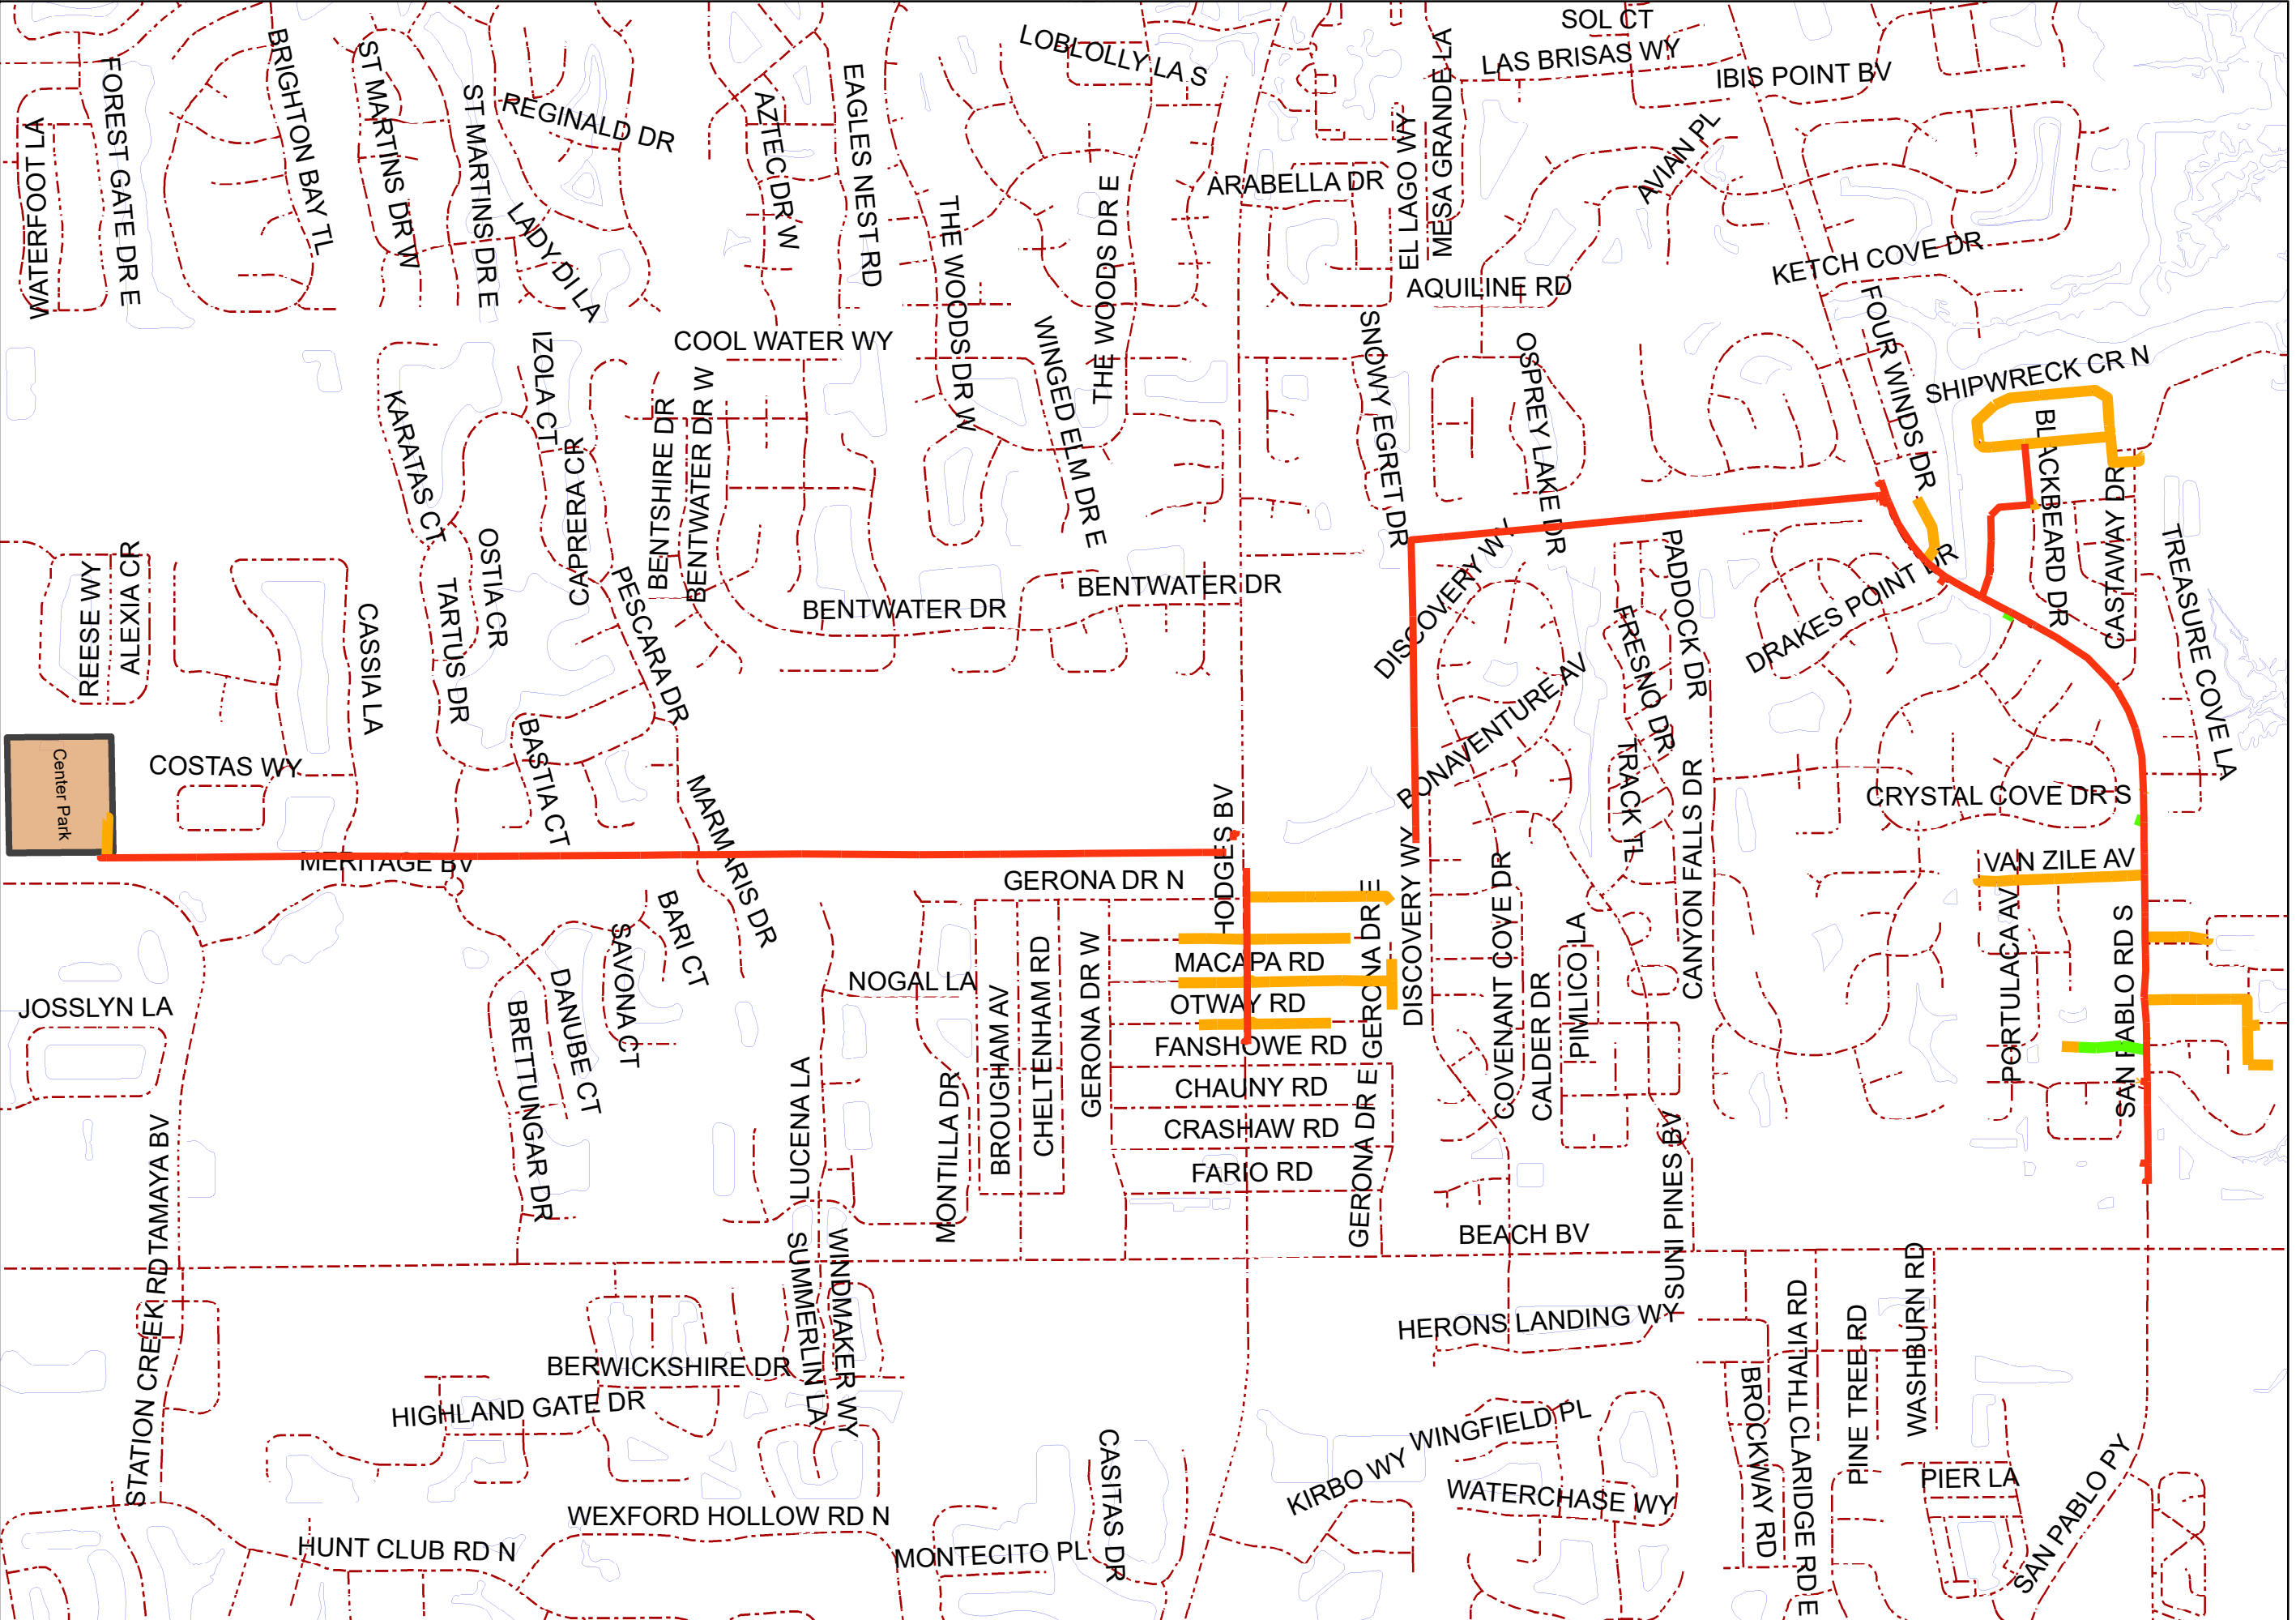 SOL CT
LAS BRISAS WY
IBIS POINT BV
LOBLOLLY LA S
MESA GRANDE LA
EL LAGO WY
AVIAN PL
ARABELLA DR
AQUILINE RD
KETCH COVE DR
FOUR WINDS DR
SHIPWRECK CR N
BLACKBEARD DR
CASTAWAY DR
TREASURE COVE LA
WATERFOOT LA
FOREST GATE DR E
BRIGHTON BAY TL
ST MARTINS DR W
ST MARTINS DR E
REGINALD DR
LADY DI LA
AZTEC DR W
EAGLES NEST RD
THE WOODS DR W
THE WOODS DR E
WINGED ELM DR E
COOL WATER WY
SNOWY EGRET DR
OSPREY LAKE DR
IZOLA CT
KARATAS CT
CAPRERA CR
BENTSHIRE DR
BENTWATER DR W
BENTWATER DR
BENTWATER DR
OSTIA CR
TARTUS DR
PESCARA DR
CASSIA LA
REESE WY
ALEXIA CR
COSTAS WY
Center Park
BASTIA CT
MARMARIS DR
MERITAGE BV
HODGES BV
DISCOVERY WY
BONAVENTURE AV
FRESNO DR
PADDOCK DR
DRAKES POINT DR
TRACK TL
CANYON FALLS DR
CRYSTAL COVE DR S
VAN ZILE AV
PORTULACA AV
SAN PABLO RD S
GERONA DR N
GERONA DR E
GERONA DR W
MACAPA RD
OTWAY RD
FANSHOWE RD
CHAUNY RD
CRASHAW RD
FARIO RD
GERONA DR E
DISCOVERY WY
COVENANT COVE DR
CALDER DR
PIMLICO LA
SUNI PINES BV
BARI CT
SAVONA CT
DANUBE CT
BRETTUNGAR DR
NOGAL LA
BROUGHAM AV
CHELTENHAM RD
MONTILLA DR
LUCENA LA
JOSSLYN LA
TAMAYA BV
STATION CREEK RD
BEACH BV
SUMMERLIN LA
WINDMAKER WY
HERONS LANDING WY
BERWICKSHIRE DR
HIGHLAND GATE DR
WEXFORD HOLLOW RD N
HUNT CLUB RD N
MONTECITO PL
CASITAS DR
KIRBO WY
WINGFIELD PL
WATERCHASE WY
BROCKWAY RD
ITHALIA RD
CLARIDGE RD E
PINE TREE RD
WASHBURN RD
PIER LA
SAN PABLO PY